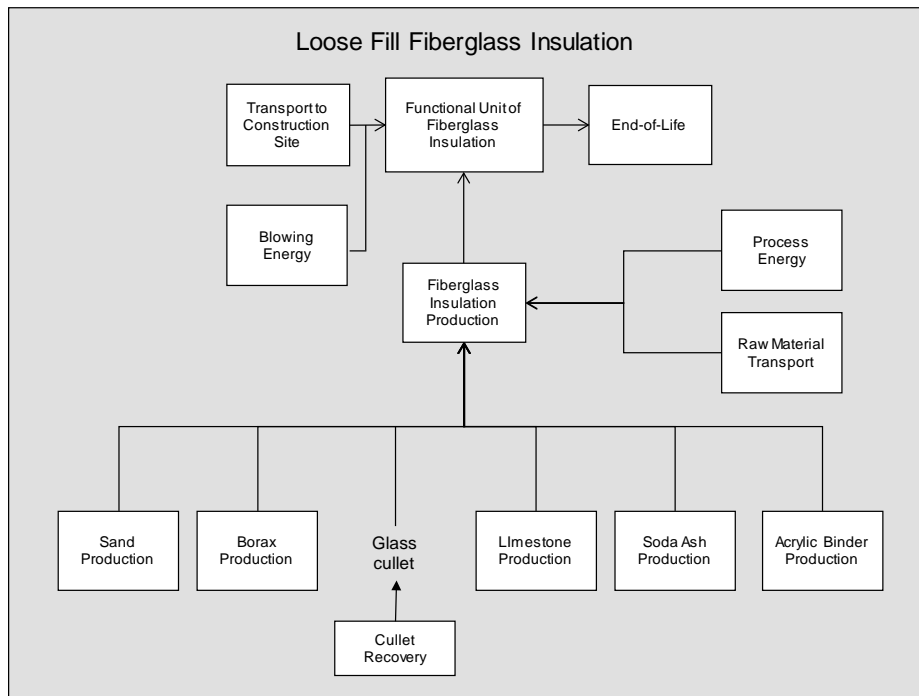 Loose Fill Fiberglass Insulation
Transport to
Construction
Site
Functional Unit of
Fiberglass
Insulation
End-of-Life
Blowing
Energy
Process
Energy
Fiberglass
Insulation
Production
Raw Material
Transport
Sand
Production
Borax
Production
Glass
cullet
LImestone
Production
Soda Ash
Production
Acrylic Binder
Production
Cullet
Recovery